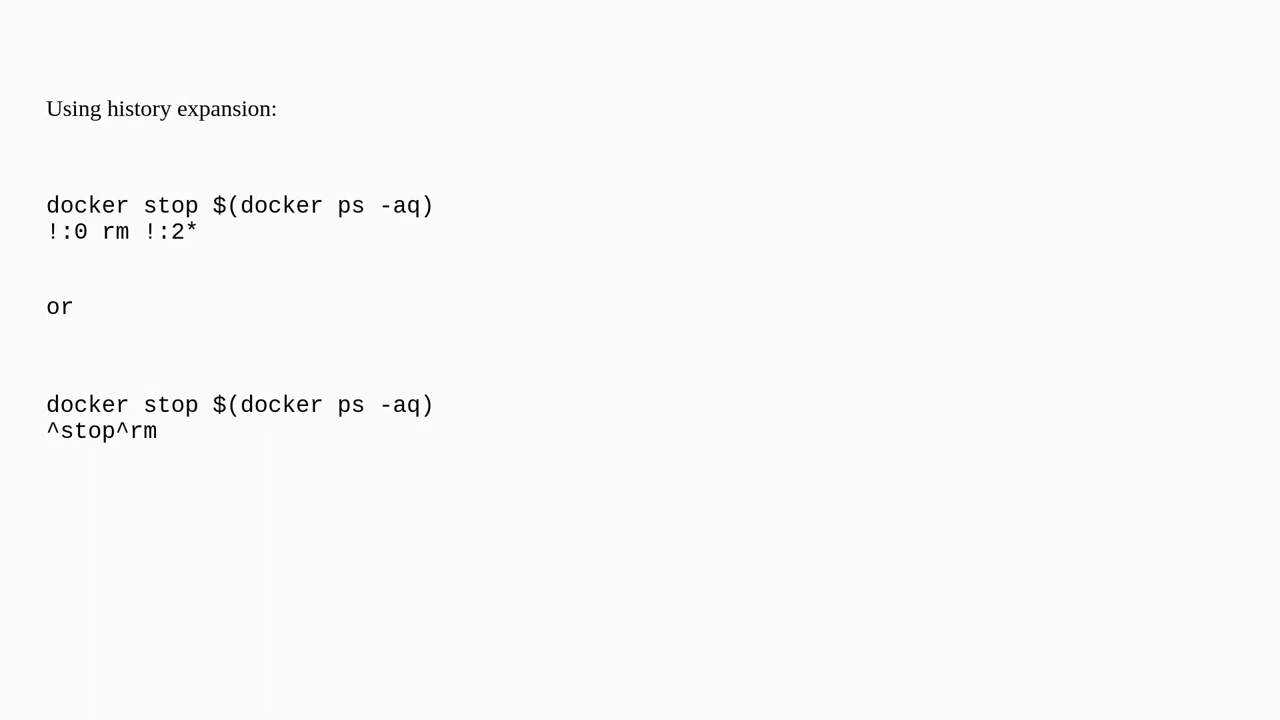 Using history expansion:
docker stop $(docker ps -aq)
!:0 rm !:2*
or
docker stop $(docker ps -aq)
^stop^rm